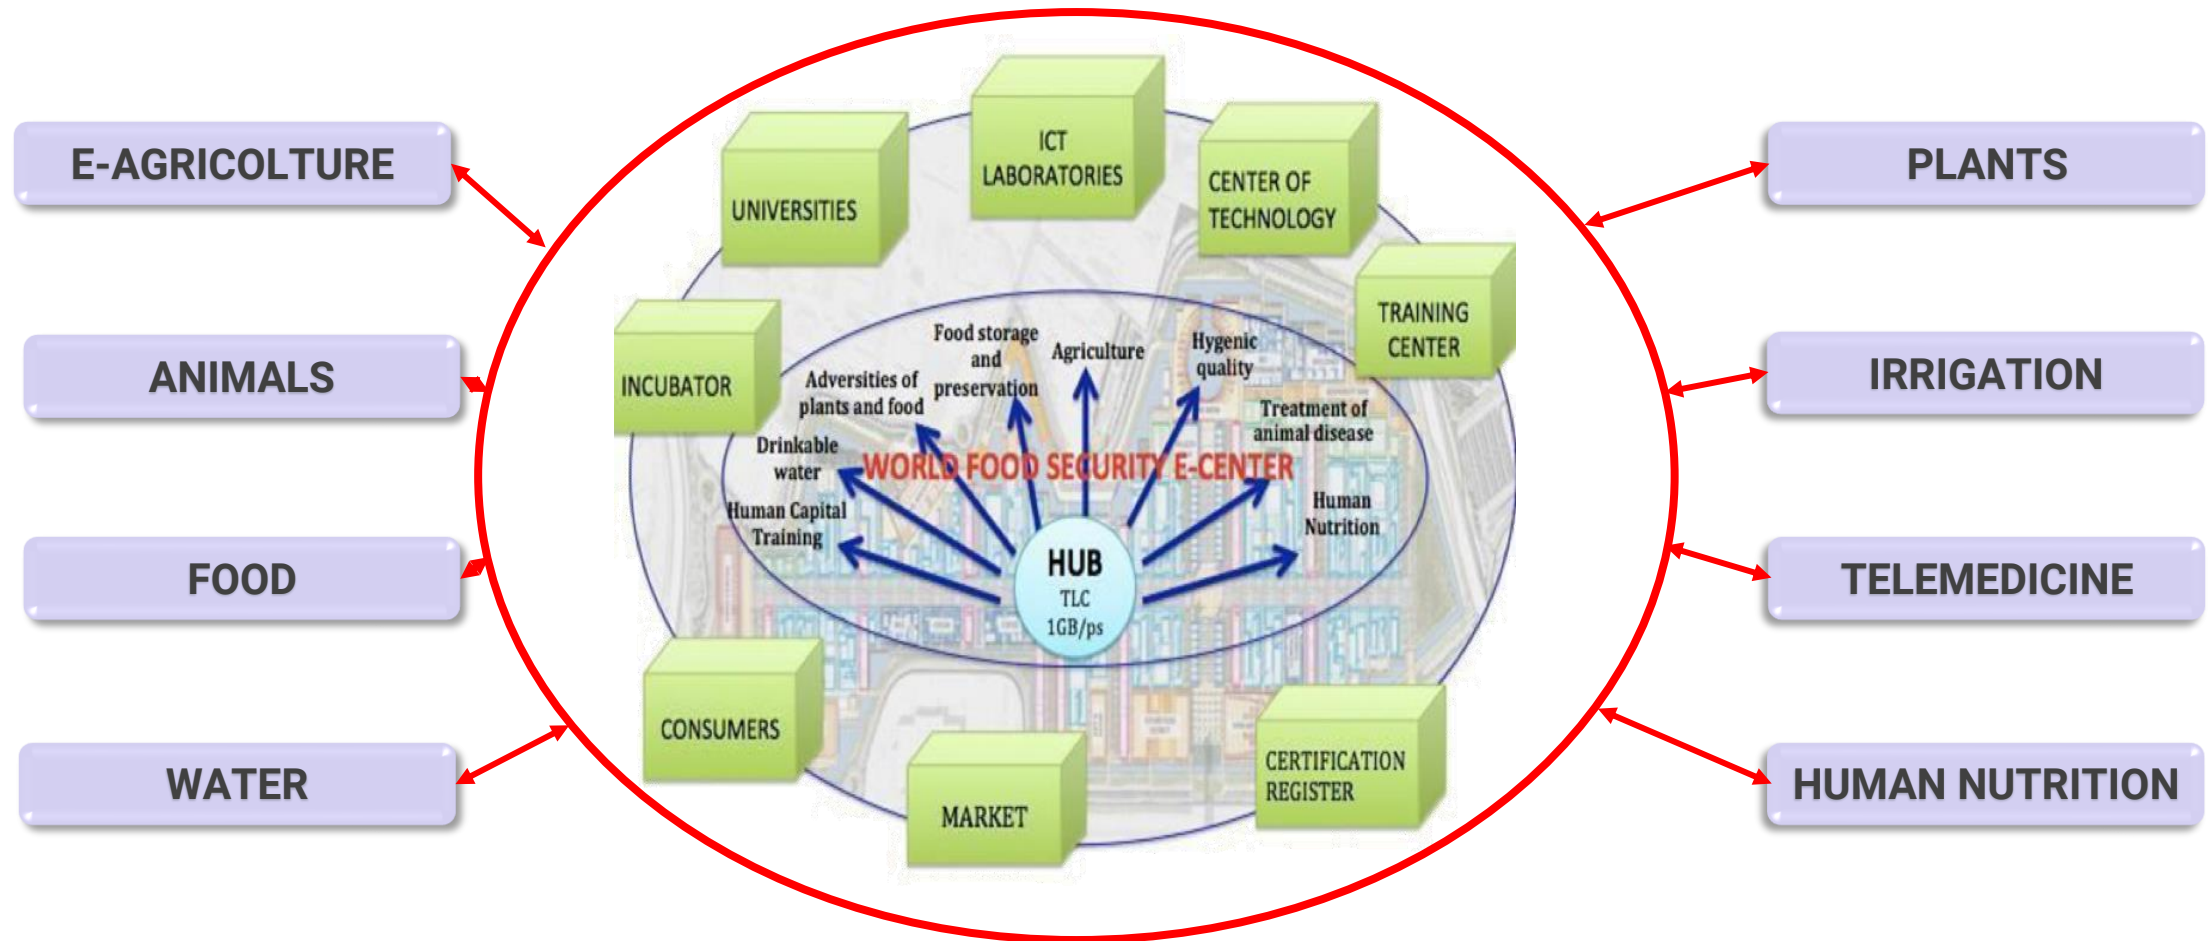 E-AGRICOLTURE
ANIMALS
FOOD
WATER
ICT
LABORATORIES
UNIVERSITIES
CENTER OF
TECHNOLOGY
TRAINING
CENTER
INCUBATOR
Food storage
and
preservation
Agriculture
Hygenic
quality
Adversities of
plants and food
Treatment of
animal disease
Drinkable
water
WORLD FOOD SECURITY E-CENTER
Human Capital
Training
Human
Nutrition
HUB
TLC
1GB/ps
CONSUMERS
MARKET
CERTIFICATION
REGISTER
PLANTS
IRRIGATION
TELEMEDICINE
HUMAN NUTRITION